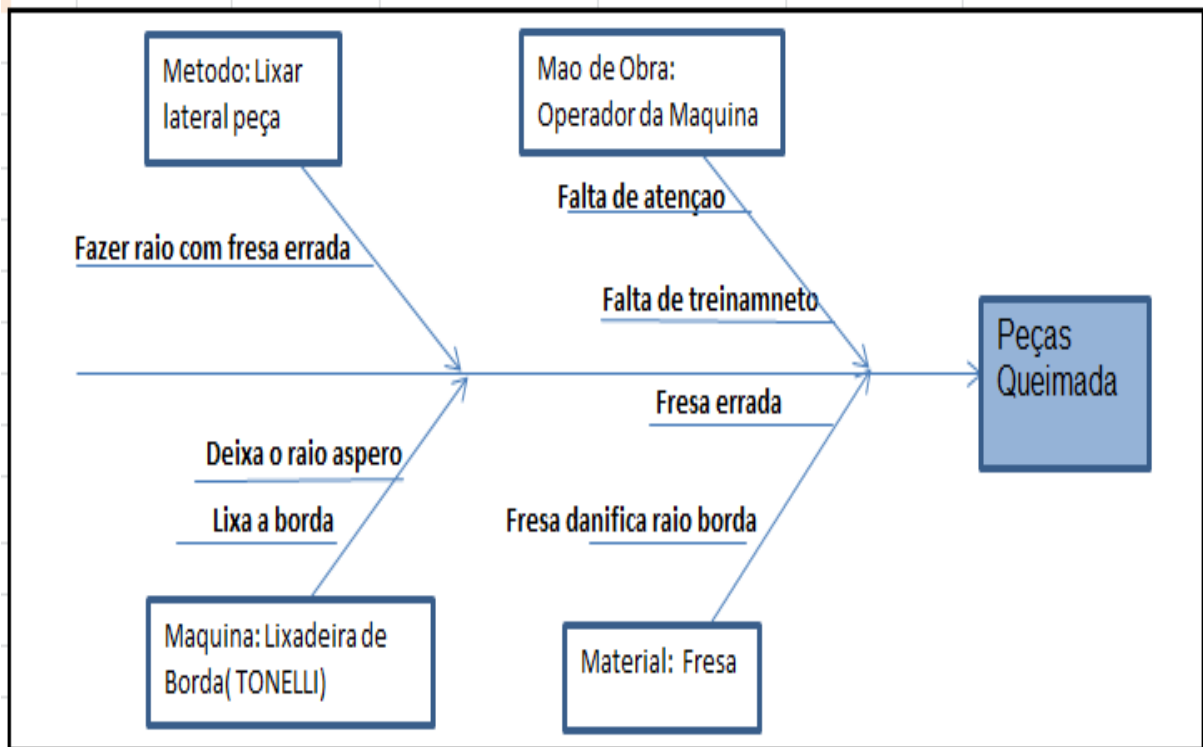 Metodo: Lixar
lateral peça
Mao de Obra:
Operador da Maquina
Falta de atençao
Fazer raio com fresa errada
Falta de treinamneto
Peças
Queimada
Fresa errada
Deixa o raio aspero
Lixa a borda
Fresa danifica raio borda
Maquina: Lixadeira de
Borda( TONELLI)
Material: Fresa